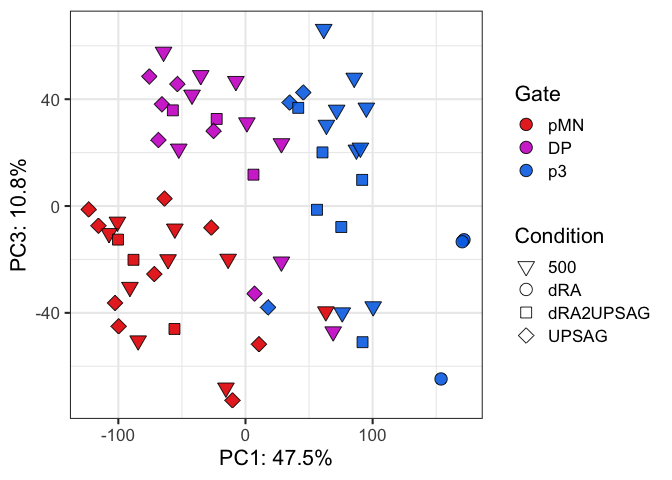 40
0
-40
-100
0
100
PC1: 47.5%
PC3: 10.8%
Gate
pMN
DP
p3
Condition
500
dRA
dRA2UPSAG
UPSAG